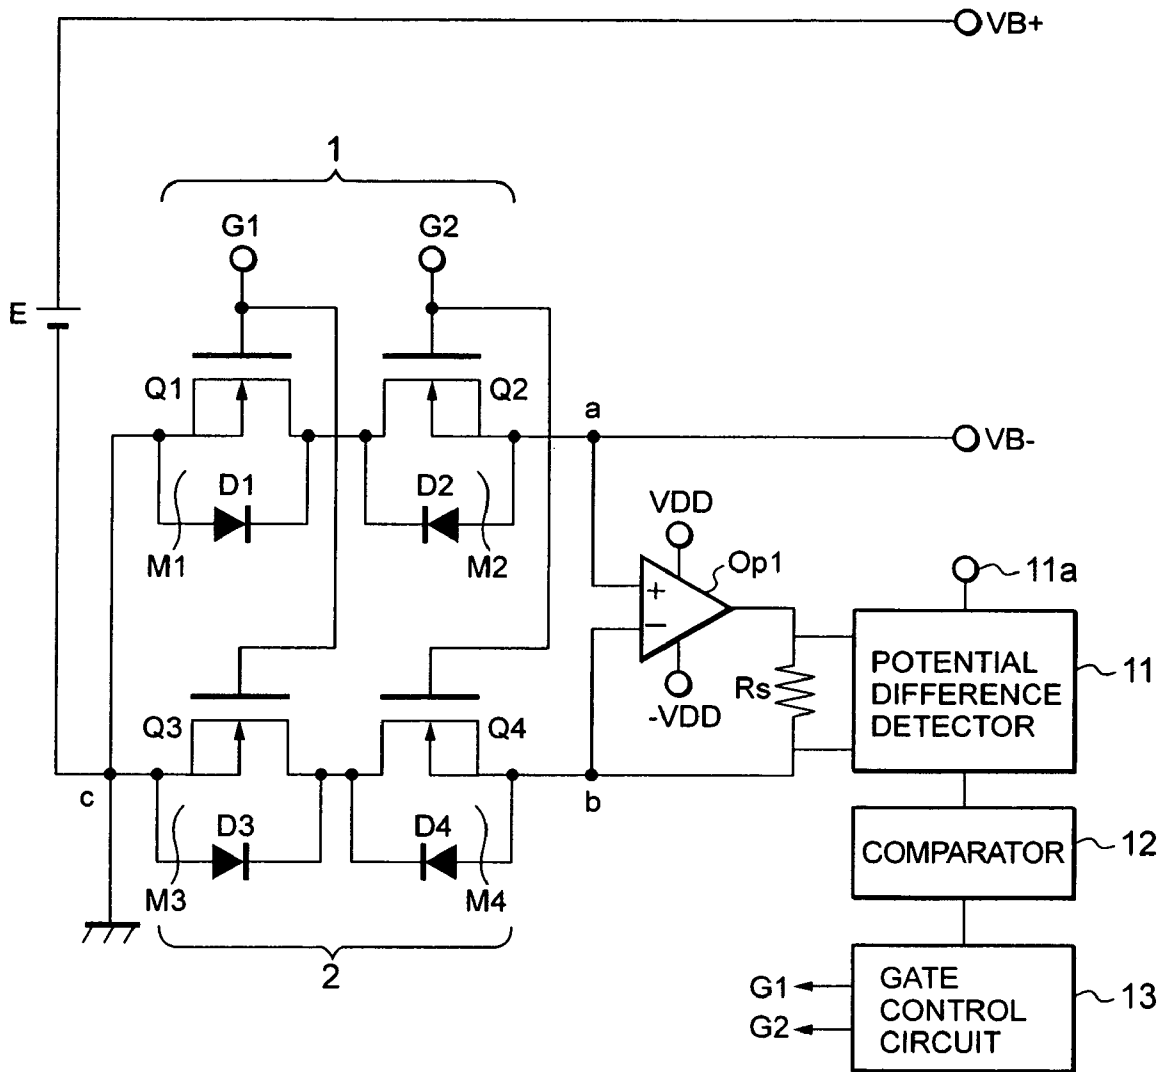 VB+
1
G1
G2
E
Q1
Q2
a
VB-
D1
D2
VDD
M1
M2
Op1
11a
+
−
POTENTIAL
DIFFERENCE
DETECTOR
11
Rs
-VDD
Q3
Q4
c
b
D3
D4
COMPARATOR
12
M3
M4
2
G1
G2
GATE
CONTROL
CIRCUIT
13